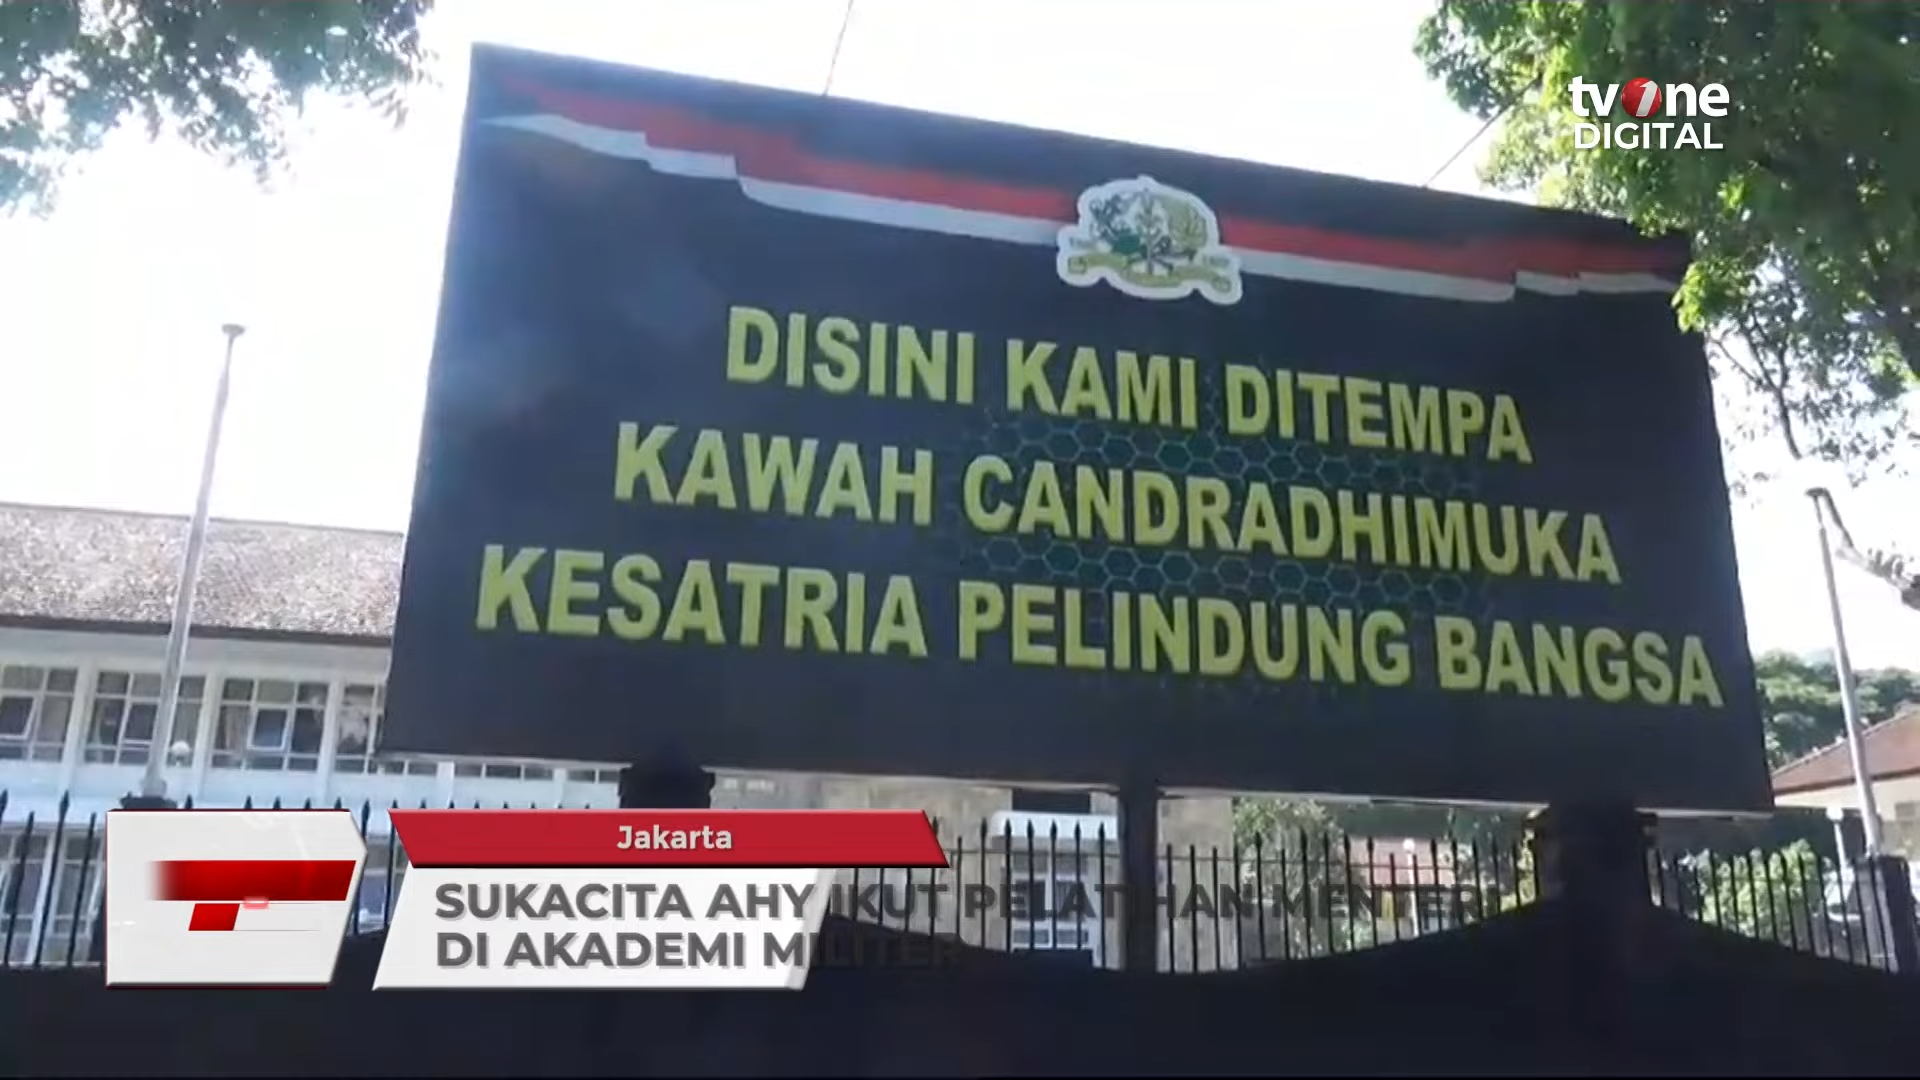 tvOne
DIGITAL
DISINI KAMI DITEMPA
KAWAH CANDRADHIMUKA
KESATRIA PELINDUNG BANGSA
Jakarta
SUKACITA AHY IKUT PELATIHAN MENTERI
DI AKADEMI MILITER